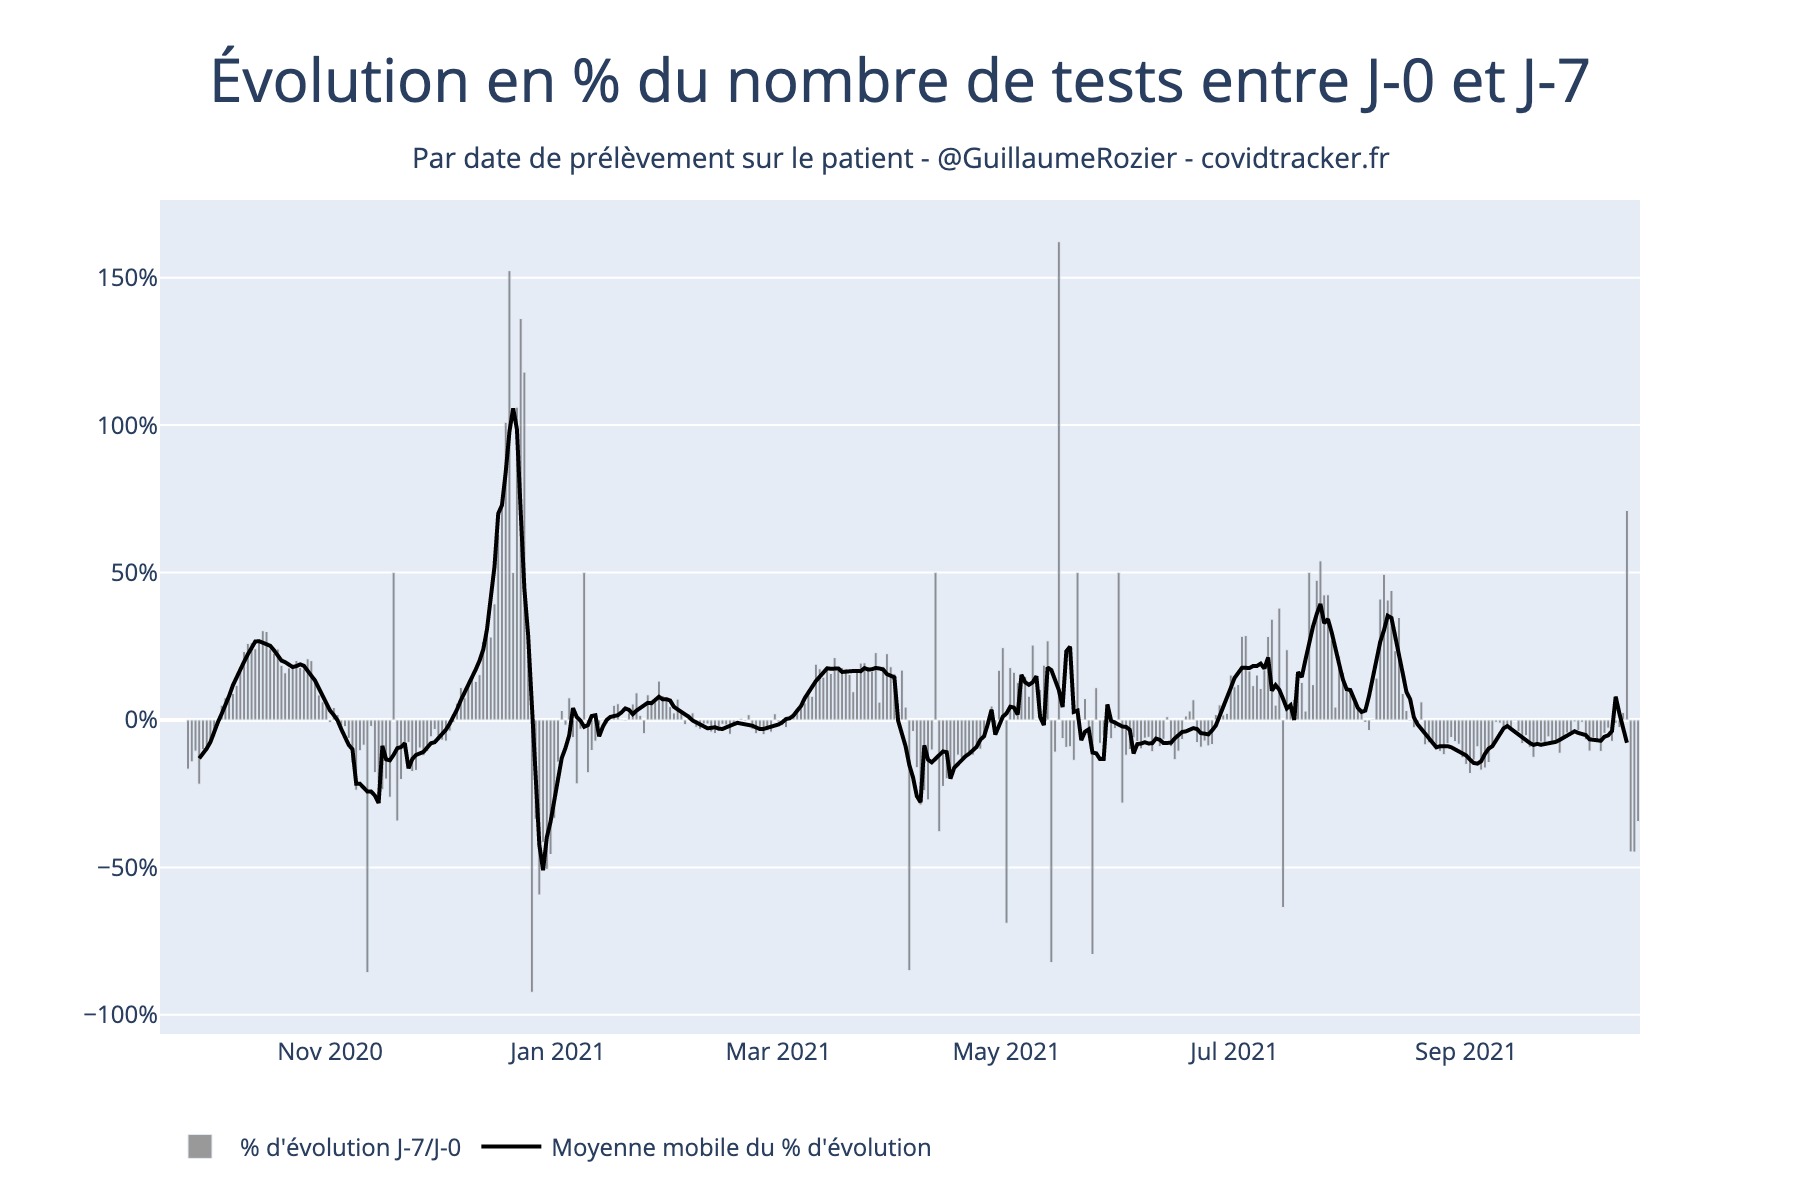 Évolution en % du nombre de tests entre J-0 et J-7
Par date de prélèvement sur le patient - @GuillaumeRozier - covidtracker.fr
150%
100%
50%
0%
−50%
−100%
Nov 2020 Jan 2021 Mar 2021 May 2021 Jul 2021 Sep 2021
% d'évolution J-7/J-0 Moyenne mobile du % d'évolution